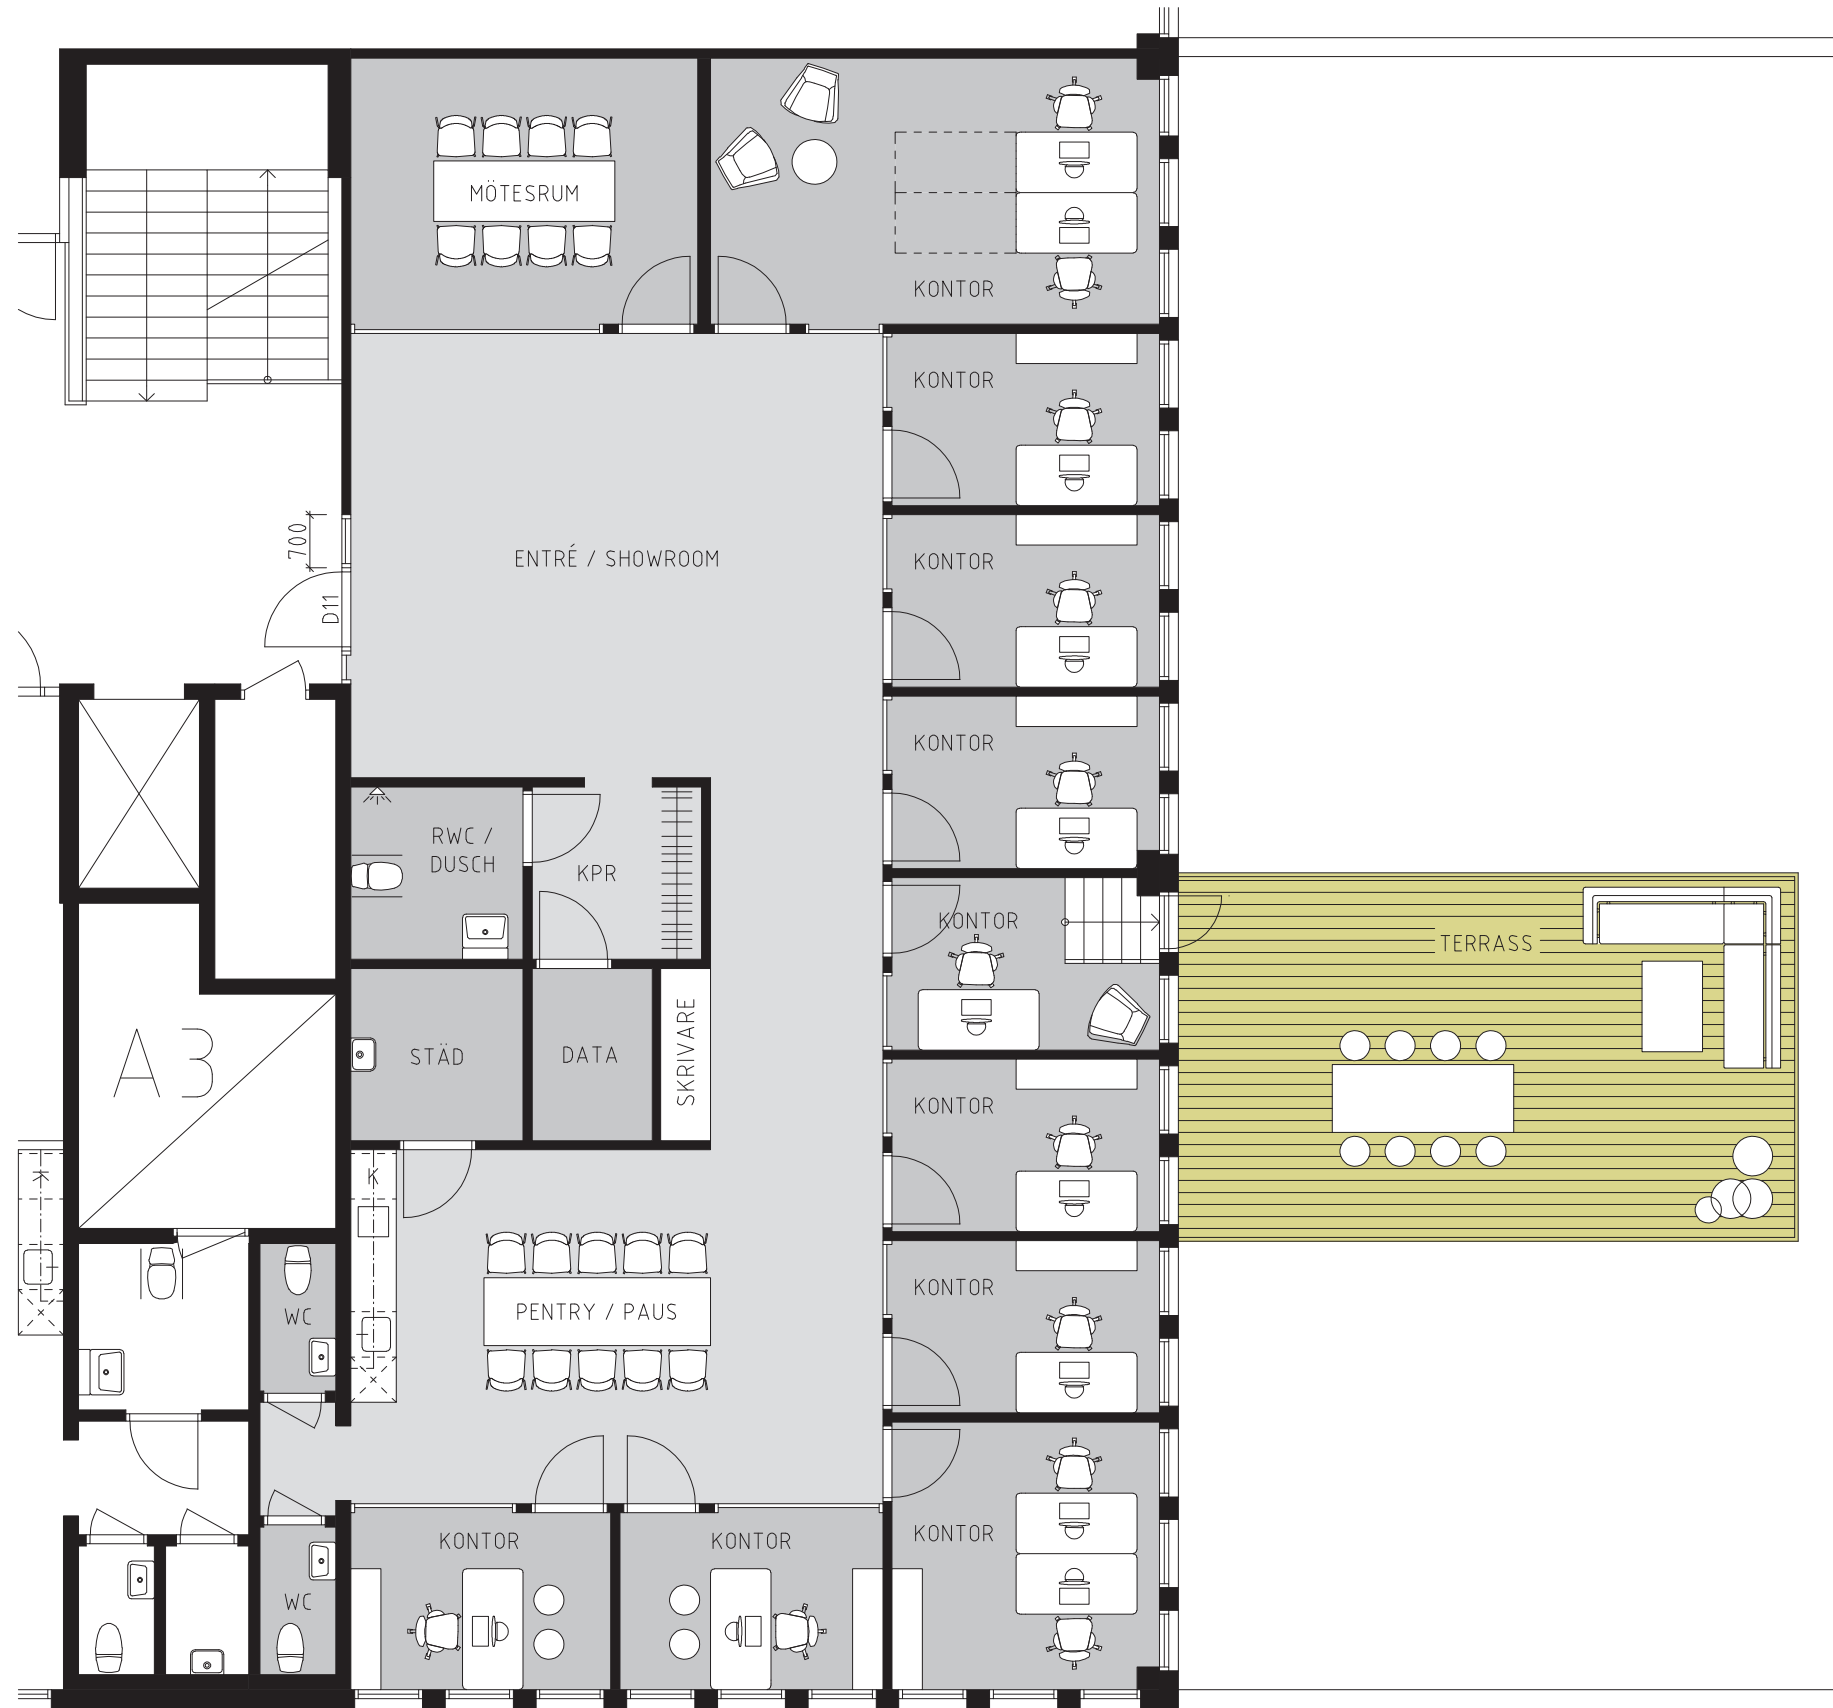 MÖTESRUM
KONTOR
KONTOR
700
ENTRÉ / SHOWROOM
KONTOR
D11
KONTOR
RWC /
DUSCH
KPR
KONTOR
TERRASS
A3
STÄD
DATA
SKRIVARE
KONTOR
K
K
KONTOR
WC
PENTRY / PAUS
KONTOR
KONTOR
KONTOR
WC